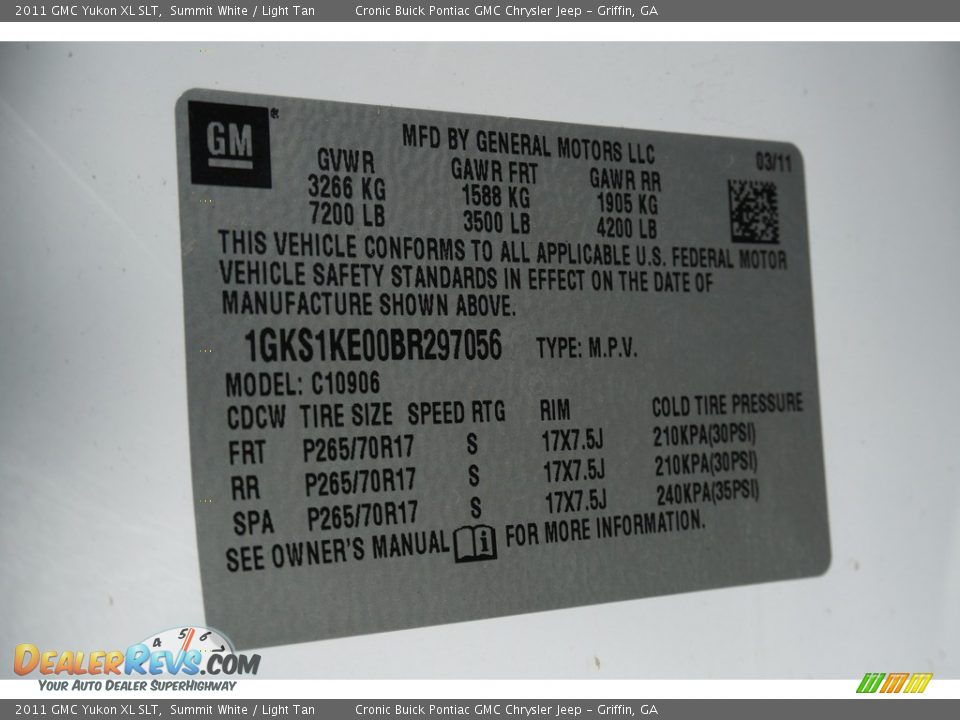 2011 GMC Yukon XL SLT, Summit White / Light Tan Cronic Buick Pontiac GMC Chrysler Jeep - Griffin, GA
GM
MFD BY GENERAL MOTORS LLC 03/11
GVWR GAWR FRT GAWR RR
3266 KG 1588 KG 1905 KG
7200 LB 3500 LB 4200 LB
THIS VEHICLE CONFORMS TO ALL APPLICABLE U.S. FEDERAL MOTOR
VEHICLE SAFETY STANDARDS IN EFFECT ON THE DATE OF
MANUFACTURE SHOWN ABOVE.
1GKS1KE00BR297056 TYPE: M.P.V.
MODEL: C10906
CDCW TIRE SIZE SPEED RTG RIM COLD TIRE PRESSURE
FRT P265/70R17 S 17X7.5J 210KPA(30PSI)
RR P265/70R17 S 17X7.5J 210KPA(30PSI)
SPA P265/70R17 S 17X7.5J 240KPA(35PSI)
SEE OWNER'S MANUAL i FOR MORE INFORMATION.
4 5 6 7
DEALERREVS.COM
YOUR AUTO DEALER SUPERHIGHWAY
2011 GMC Yukon XL SLT, Summit White / Light Tan Cronic Buick Pontiac GMC Chrysler Jeep - Griffin, GA